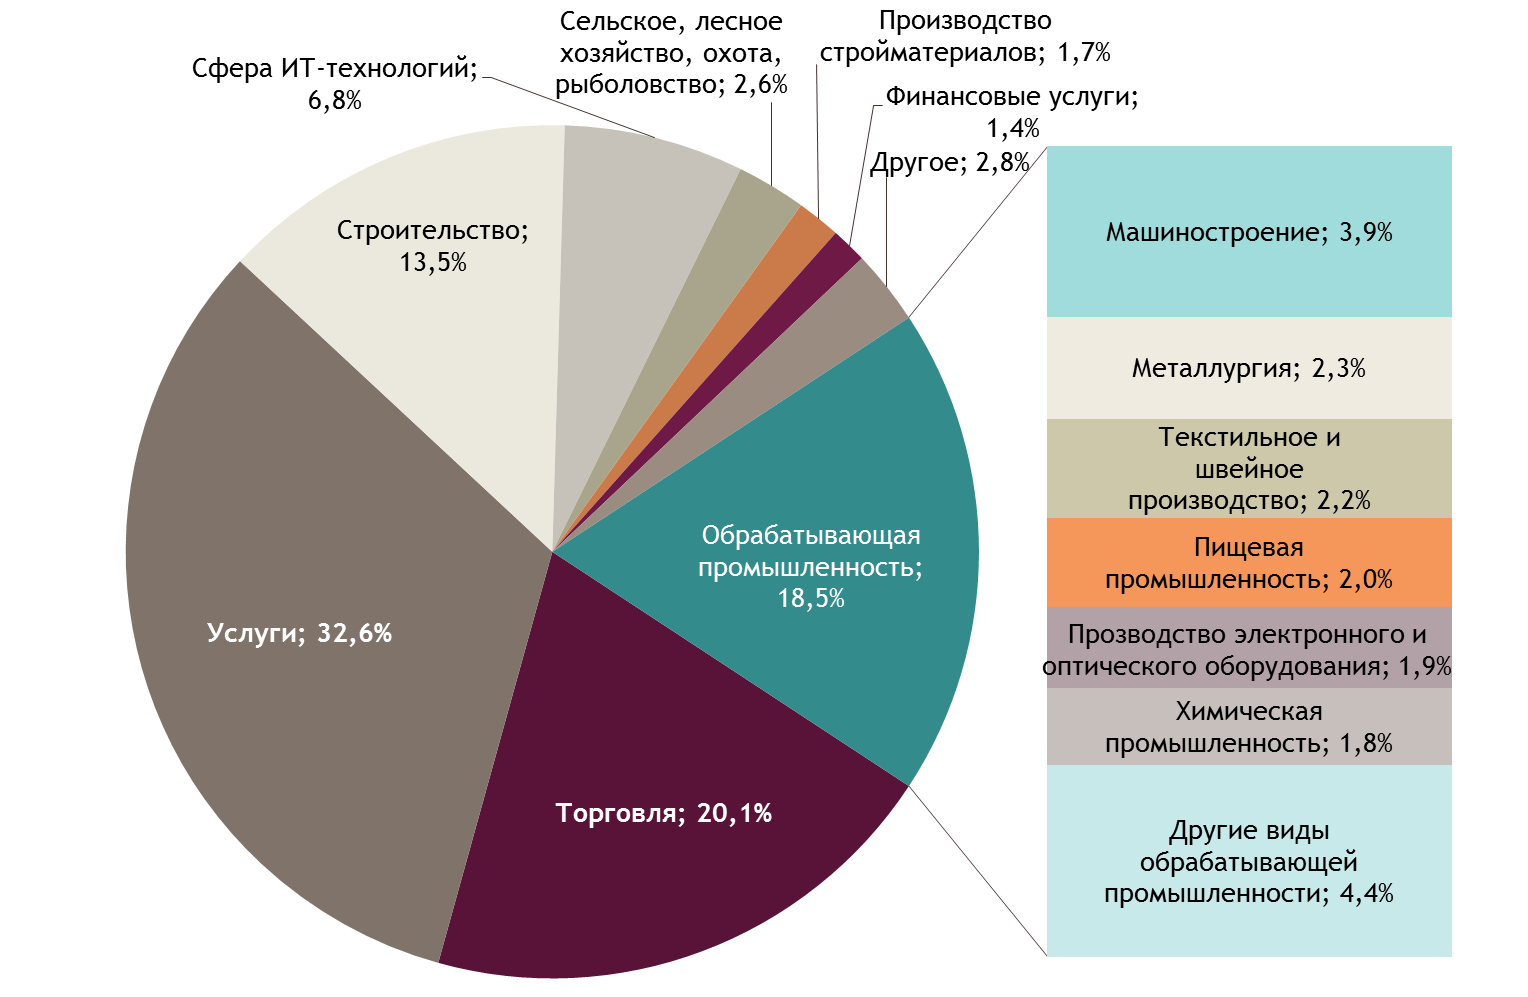 Сфера ИТ-технологий;
6,8%
Сельское, лесное
хозяйство, охота,
рыболовство; 2,6%
Производство
стройматериалов; 1,7%
Финансовые услуги;
1,4%
Другое; 2,8%
Строительство;
13,5%
Обрабатывающая
промышленность;
18,5%
Услуги; 32,6%
Торговля; 20,1%
Машиностроение; 3,9%
Металлургия; 2,3%
Текстильное и
швейное
производство; 2,2%
Пищевая
промышленность; 2,0%
Прозводство электронного и
оптического оборудования; 1,9%
Химическая
промышленность; 1,8%
Другие виды
обрабатывающей
промышленности; 4,4%